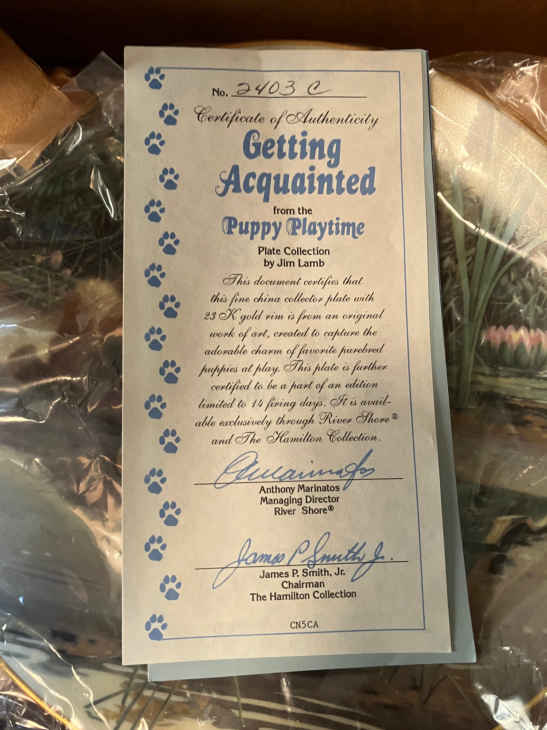 No. 2403 C
Certificate of Authenticity
Getting
Acquainted
from the
Puppy Playtime
Plate Collection
by Jim Lamb
This document certifies that
this fine china collector plate with
23 K gold rim is from an original
work of art, created to capture the
adorable charm of favorite purebred
puppies at play. This plate is further
certified to be a part of an edition
limited to 14 firing days. It is avail-
able exclusively through River Shore®
and The Hamilton Collection.
AMarinatos
Anthony Marinatos
Managing Director
River Shore®
James P Smith Jr.
James P. Smith, Jr.
Chairman
The Hamilton Collection
CN5CA